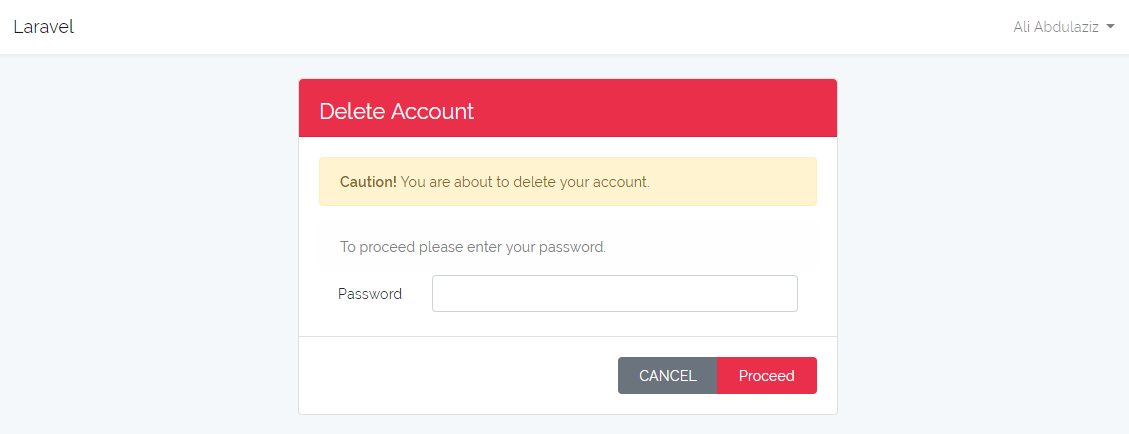 Laravel
Ali Abdulaziz
Delete Account
Caution! You are about to delete your account.
To proceed please enter your password.
Password
CANCEL
Proceed